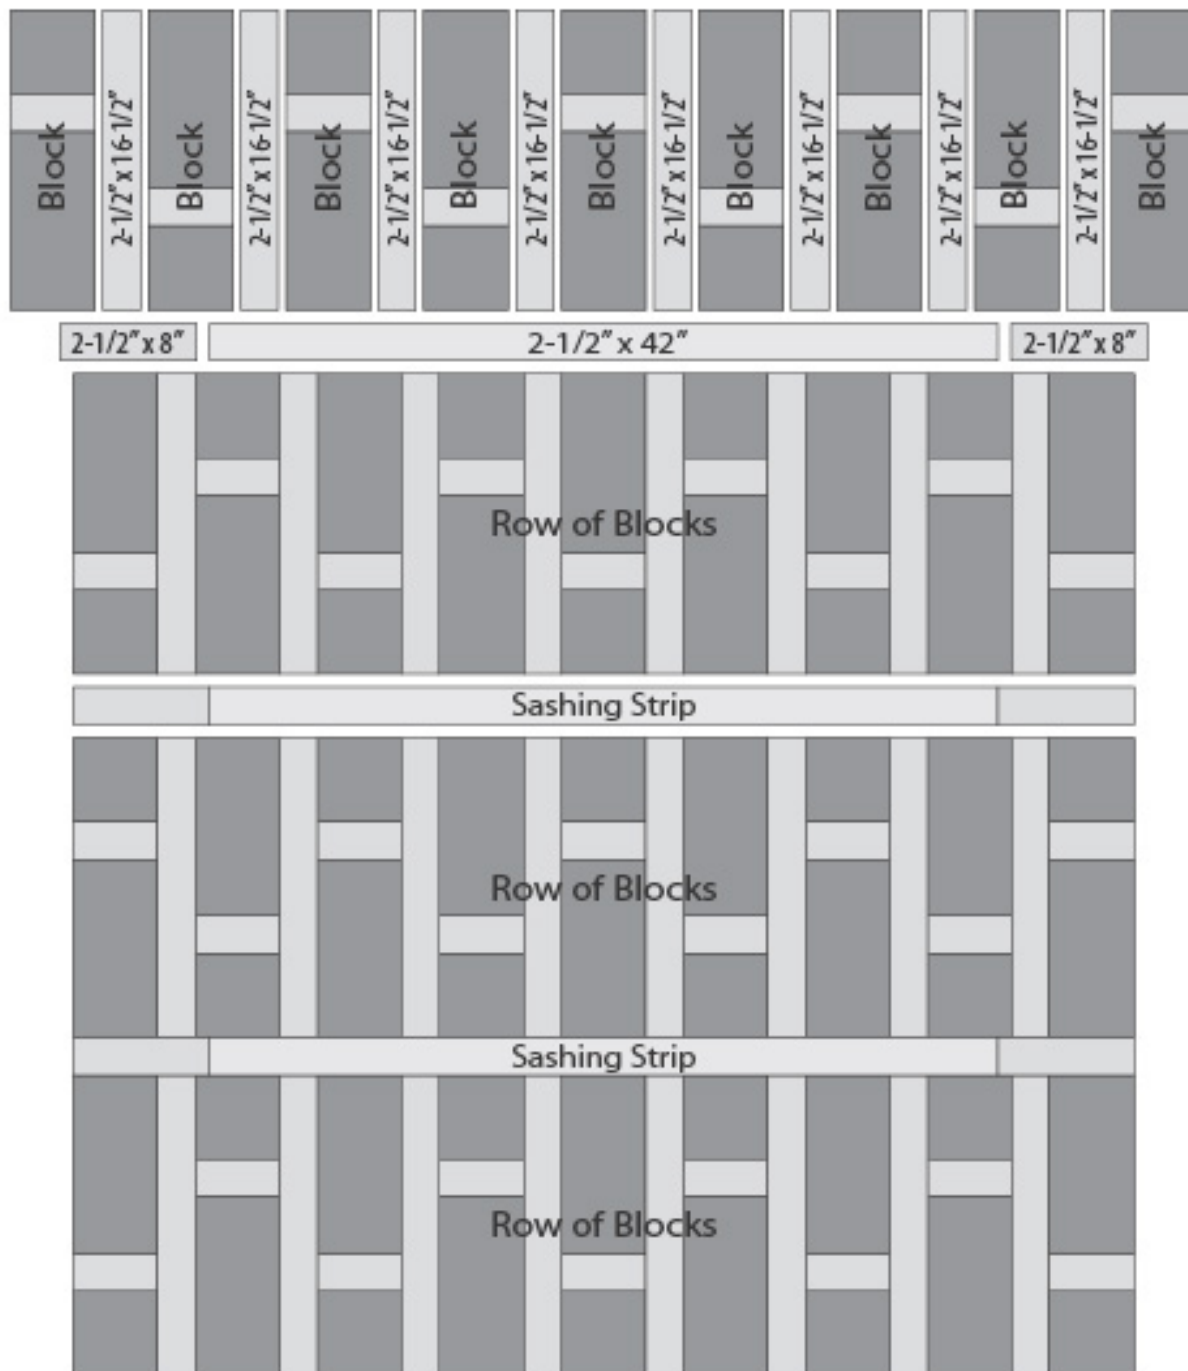 Block
2-1/2" x 16-1/2"
Block
2-1/2" x 16-1/2"
Block
2-1/2" x 16-1/2"
Block
2-1/2" x 16-1/2"
Block
2-1/2" x 16-1/2"
Block
2-1/2" x 16-1/2"
Block
2-1/2" x 16-1/2"
Block
2-1/2" x 16-1/2"
Block
2-1/2" x 8"
2-1/2" x 42"
2-1/2" x 8"
Row of Blocks
Sashing Strip
Row of Blocks
Sashing Strip
Row of Blocks